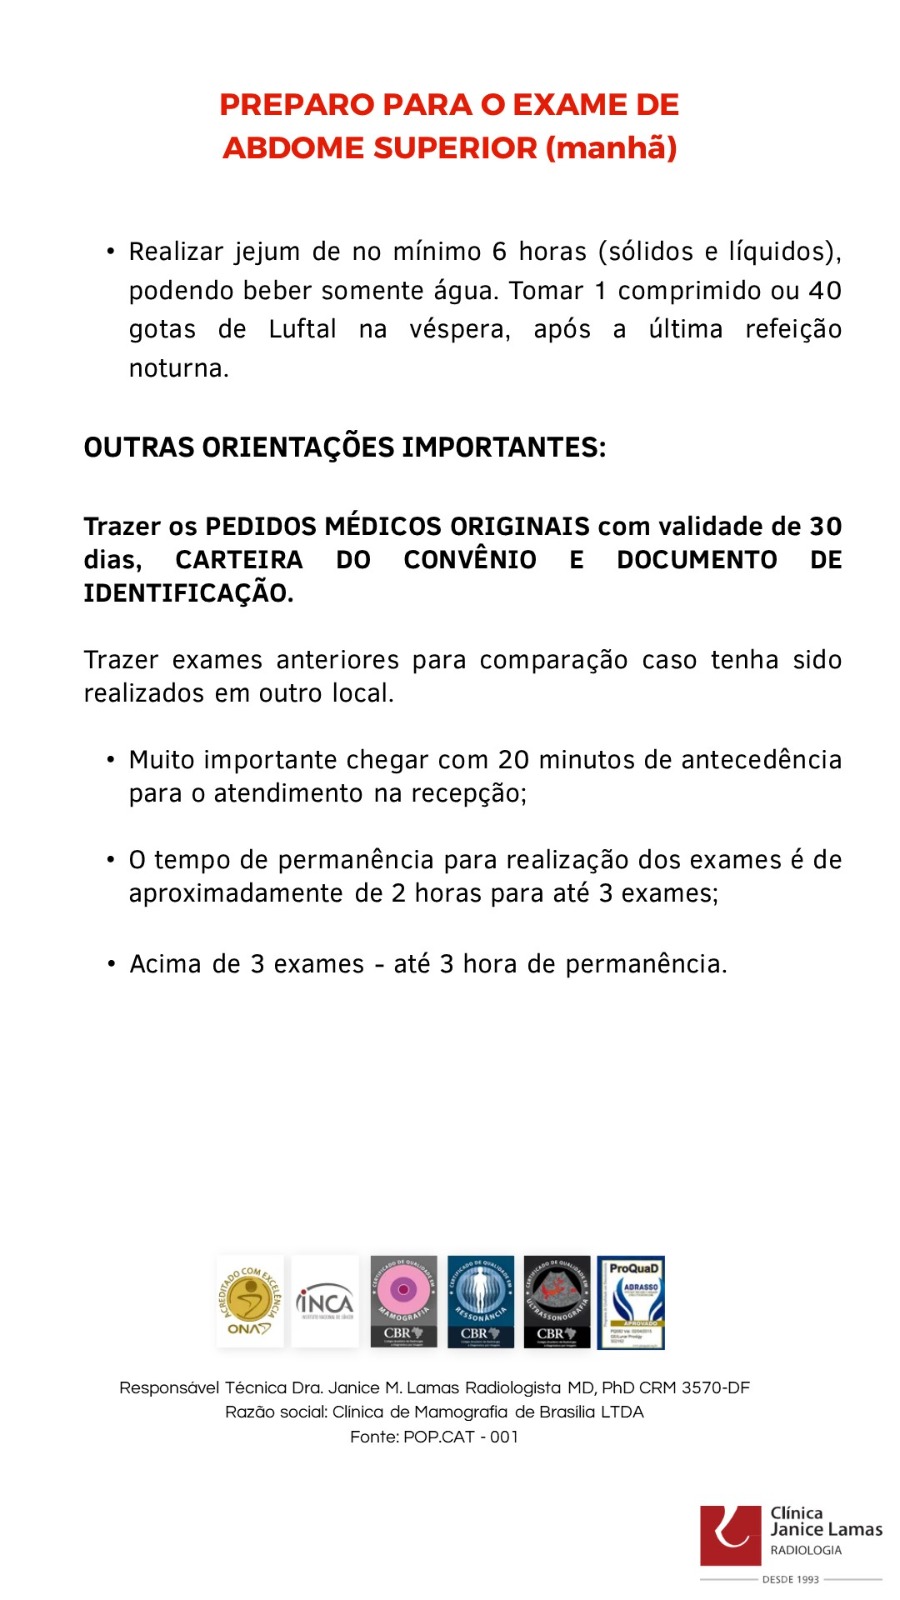 PREPARO PARA O EXAME DE
ABDOME SUPERIOR (manhã)
• Realizar jejum de no mínimo 6 horas (sólidos e líquidos),
podendo beber somente água. Tomar 1 comprimido ou 40
gotas de Luftal na véspera, após a última refeição
noturna.
OUTRAS ORIENTAÇÕES IMPORTANTES:
Trazer os PEDIDOS MÉDICOS ORIGINAIS com validade de 30
dias, CARTEIRA DO CONVÊNIO E DOCUMENTO DE
IDENTIFICAÇÃO.
Trazer exames anteriores para comparação caso tenha sido
realizados em outro local.
• Muito importante chegar com 20 minutos de antecedência
para o atendimento na recepção;
• O tempo de permanência para realização dos exames é de
aproximadamente de 2 horas para até 3 exames;
• Acima de 3 exames - até 3 hora de permanência.
ACREDITADO COM EXCELÊNCIA
ONA
INCA
INSTITUTO NACIONAL DE CÂNCER
CERTIFICADO DE QUALIDADE EM
MAMOGRAFIA
CBR
CERTIFICADO DE QUALIDADE EM
RESSONÂNCIA
CBR
CERTIFICADO DE QUALIDADE EM
ULTRASSONOGRAFIA
CBR
ProQuaD
ABRASSO
APROVADO
Responsável Técnica Dra. Janice M. Lamas Radiologista MD, PhD CRM 3570-DF
Razão social: Clínica de Mamografia de Brasília LTDA
Fonte: POP.CAT - 001
Clínica
Janice Lamas
RADIOLOGIA
DESDE 1993